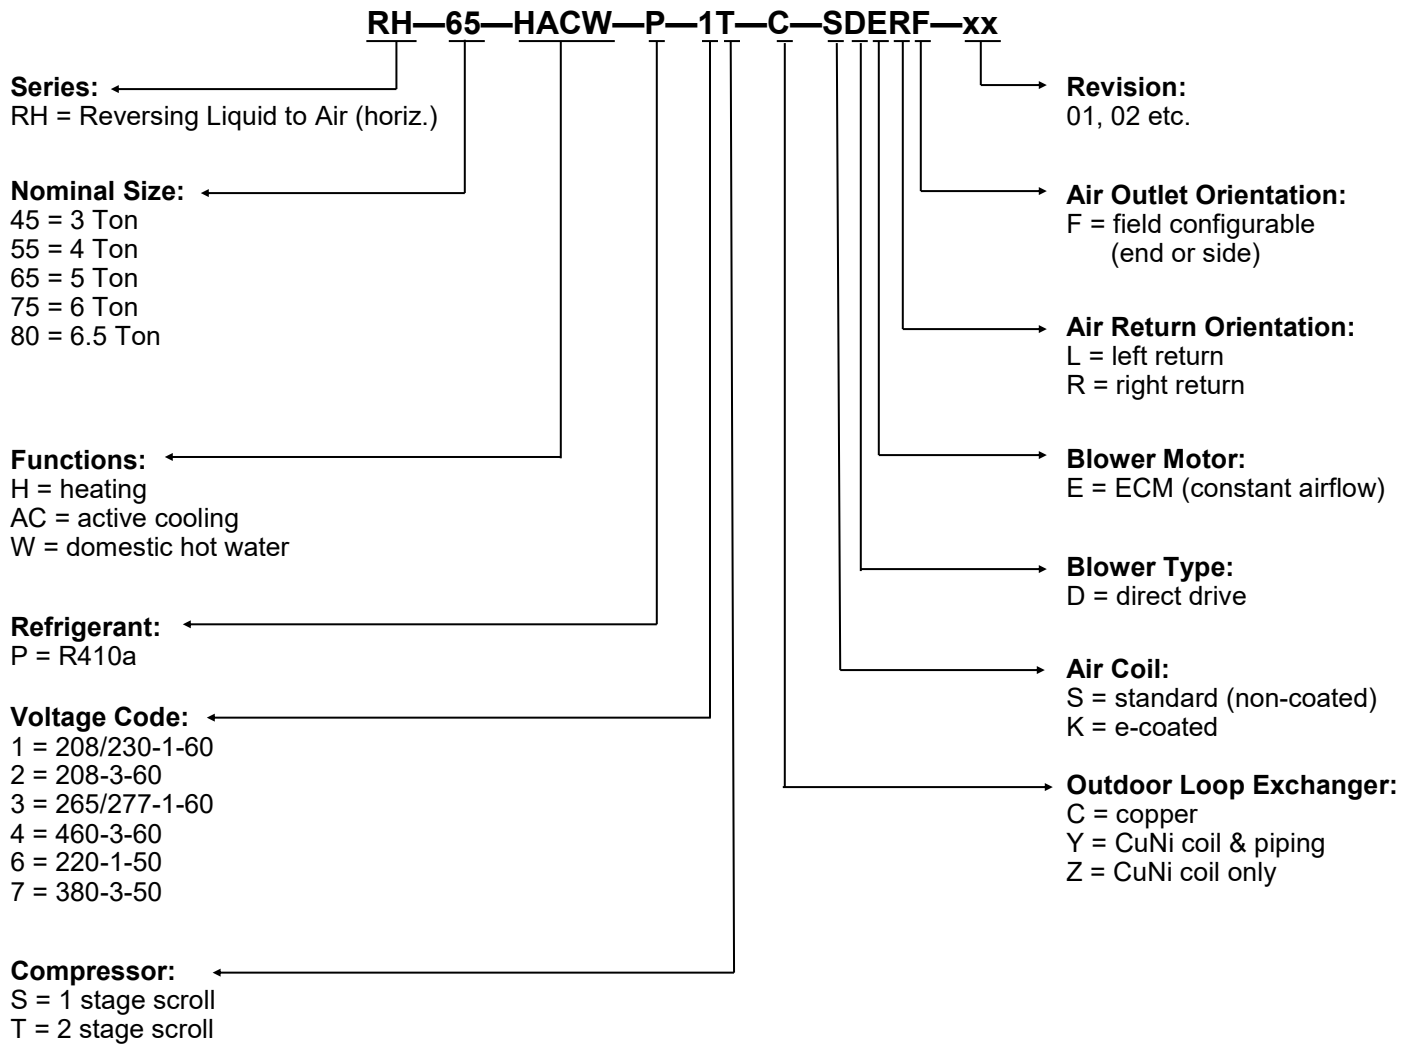 RH—65—HACW—P—1T—C—SDERF—xx
Series:
RH = Reversing Liquid to Air (horiz.)
Nominal Size:
45 = 3 Ton
55 = 4 Ton
65 = 5 Ton
75 = 6 Ton
80 = 6.5 Ton
Functions:
H = heating
AC = active cooling
W = domestic hot water
Refrigerant:
P = R410a
Voltage Code:
1 = 208/230-1-60
2 = 208-3-60
3 = 265/277-1-60
4 = 460-3-60
6 = 220-1-50
7 = 380-3-50
Compressor:
S = 1 stage scroll
T = 2 stage scroll
Revision:
01, 02 etc.
Air Outlet Orientation:
F = field configurable
(end or side)
Air Return Orientation:
L = left return
R = right return
Blower Motor:
E = ECM (constant airflow)
Blower Type:
D = direct drive
Air Coil:
S = standard (non-coated)
K = e-coated
Outdoor Loop Exchanger:
C = copper
Y = CuNi coil & piping
Z = CuNi coil only